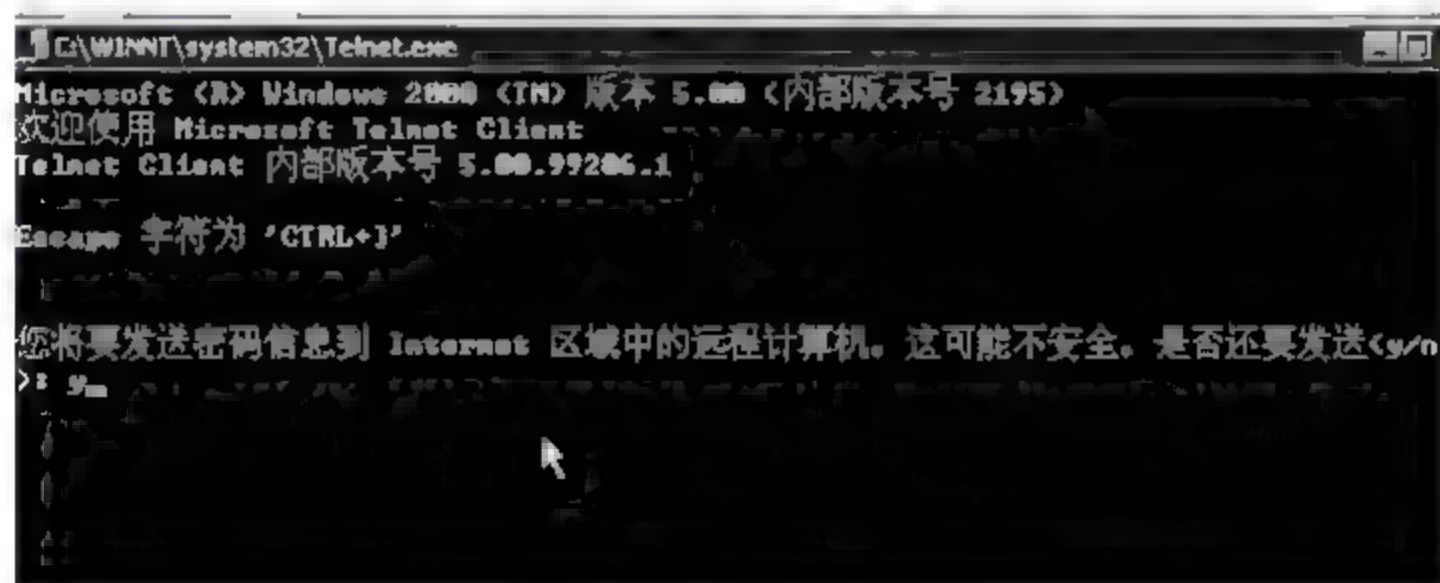 C:\WINNT\system32\Telnet.exe
Microsoft (R) Windows 2000 (TM) 版本 5.00 (内部版本号 2195)
欢迎使用 Microsoft Telnet Client
Telnet Client 内部版本号 5.00.99206.1
Escape 字符为 'CTRL+]'
您将要发送密码信息到 Internet 区域中的远程计算机。这可能不安全。是否还要发送(y/n
): y_